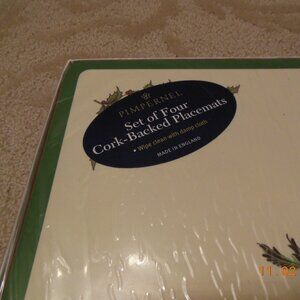 PIMPERNEL
Set of Four
Cork-Backed Placemats
• Wipe clean with damp cloth
MADE IN ENGLAND